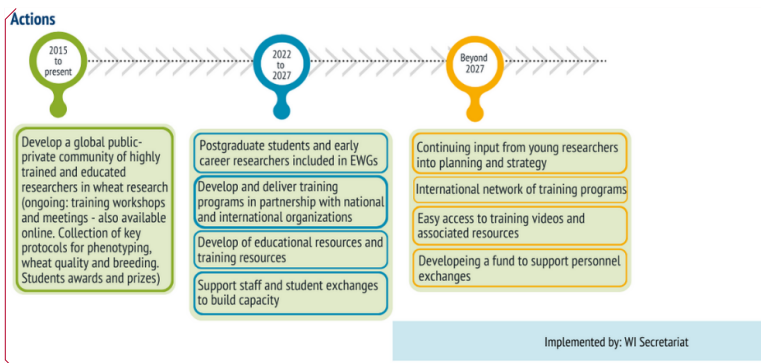 Actions
2015
to
present
2022
to
2027
Beyond
2027
Develop a global public-
private community of highly
trained and educated
researchers in wheat research
(ongoing: training workshops
and meetings - also available
online. Collection of key
protocols for phenotyping,
wheat quality and breeding.
Students awards and prizes)
Postgraduate students and early
career researchers included in EWGs
Develop and deliver training
programs in partnership with national
and international organizations
Develop of educational resources and
training resources
Support staff and student exchanges
to build capacity
Continuing input from young researchers
into planning and strategy
International network of training programs
Easy access to training videos and
associated resources
Developeing a fund to support personnel
exchanges
Implemented by: WI Secretariat